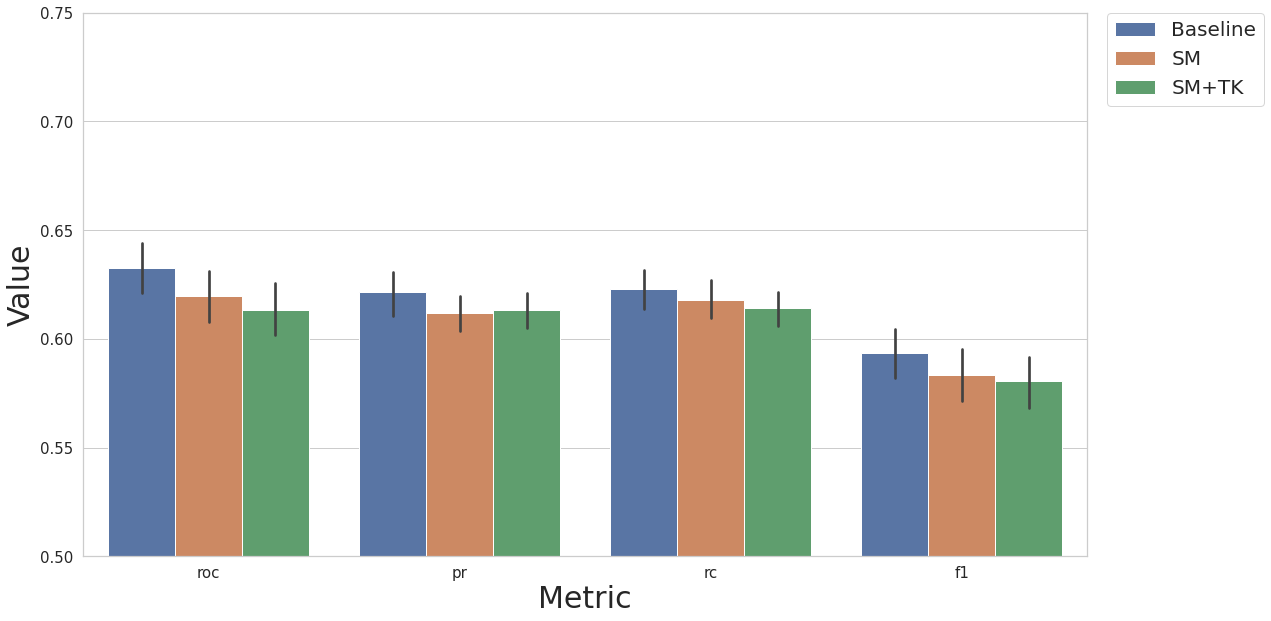 Value
0.75
0.70
0.65
0.60
0.55
0.50
roc
pr
rc
f1
Metric
Baseline
SM
SM+TK